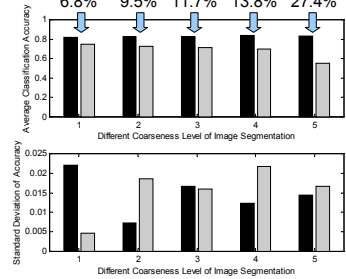 6.8% 9.5% 11.7% 13.8% 27.4%
Average Classification Accuracy
1
0.8
0.6
0.4
0.2
0
1 2 3 4 5
Different Coarseness Level of Image Segmentation
Standard Deviation of Accuracy
0.025
0.02
0.015
0.01
0.005
0
1 2 3 4 5
Different Coarseness Level of Image Segmentation